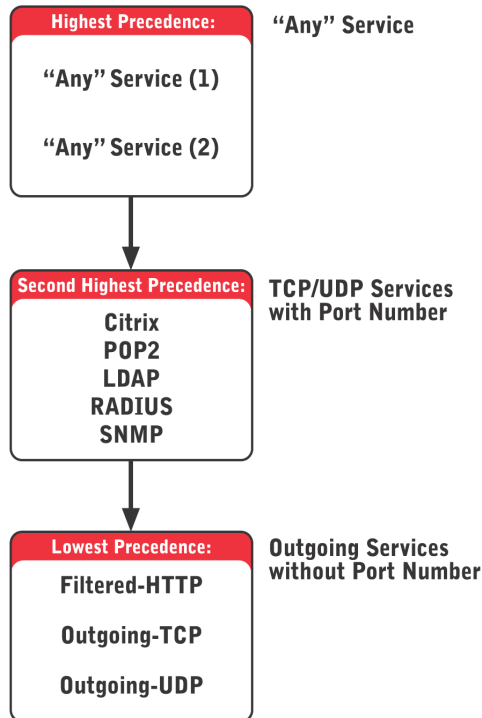 Highest Precedence:
“Any” Service
“Any” Service (1)
“Any” Service (2)
Second Highest Precedence:
TCP/UDP Services
with Port Number
Citrix
POP2
LDAP
RADIUS
SNMP
Lowest Precedence:
Outgoing Services
without Port Number
Filtered-HTTP
Outgoing-TCP
Outgoing-UDP